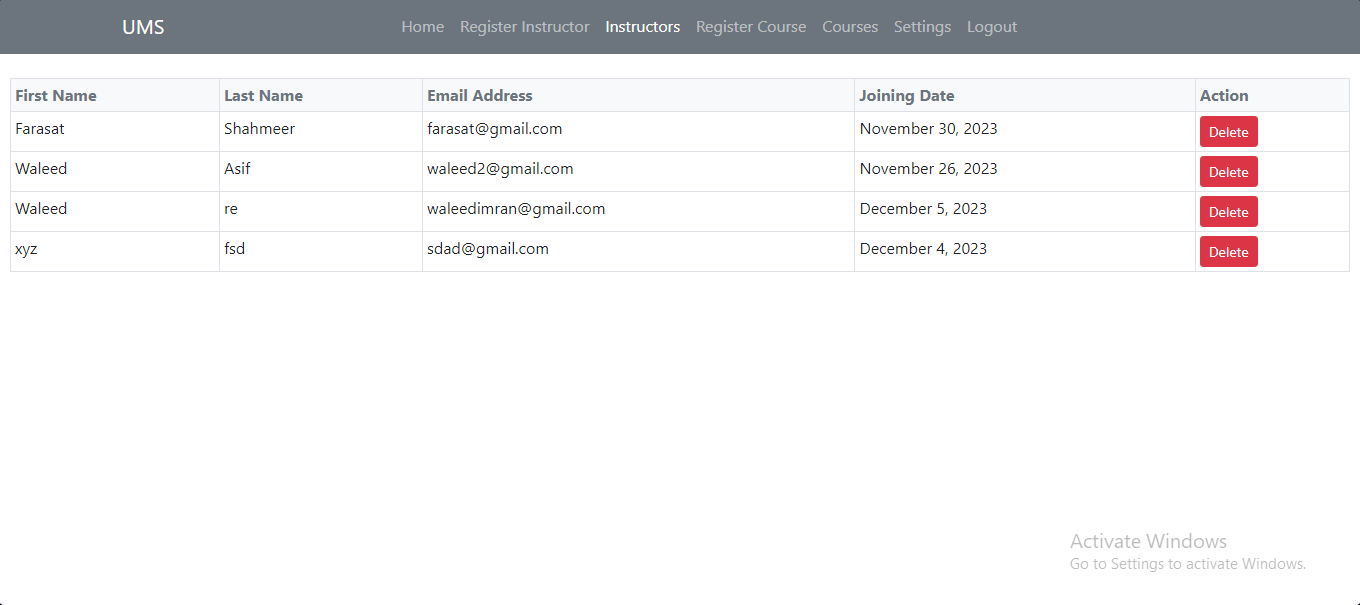 UMS Home Register Instructor Instructors Register Course Courses Settings Logout
First Name Last Name Email Address Joining Date Action
Farasat Shahmeer farasat@gmail.com November 30, 2023 Delete
Waleed Asif waleed2@gmail.com November 26, 2023 Delete
Waleed re waleedimran@gmail.com December 5, 2023 Delete
xyz fsd sdad@gmail.com December 4, 2023 Delete
Activate Windows
Go to Settings to activate Windows.